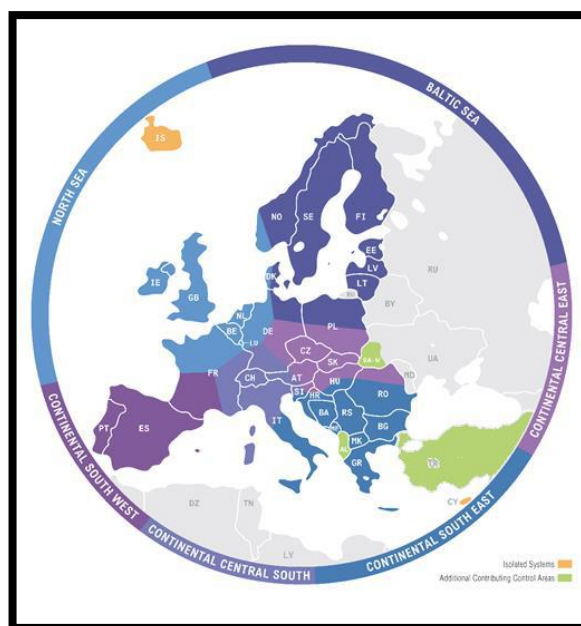 BALTIC SEA
NORTH SEA
IS
NO
SE
FI
RU
EE
LV
LT
RU
BY
DK
IE
GB
NL
BE
LU
DE
PL
UA-W
UA
CZ
SK
MD
FR
CH
AT
HU
SI
HR
RO
IT
BA
RS
BG
ME
MK
AL
GR
PT
ES
TR
CY
DZ
TN
LY
CONTINENTAL CENTRAL EAST
CONTINENTAL SOUTH WEST
CONTINENTAL CENTRAL SOUTH
CONTINENTAL SOUTH EAST
Isolated Systems
Additional Contributing Control Areas